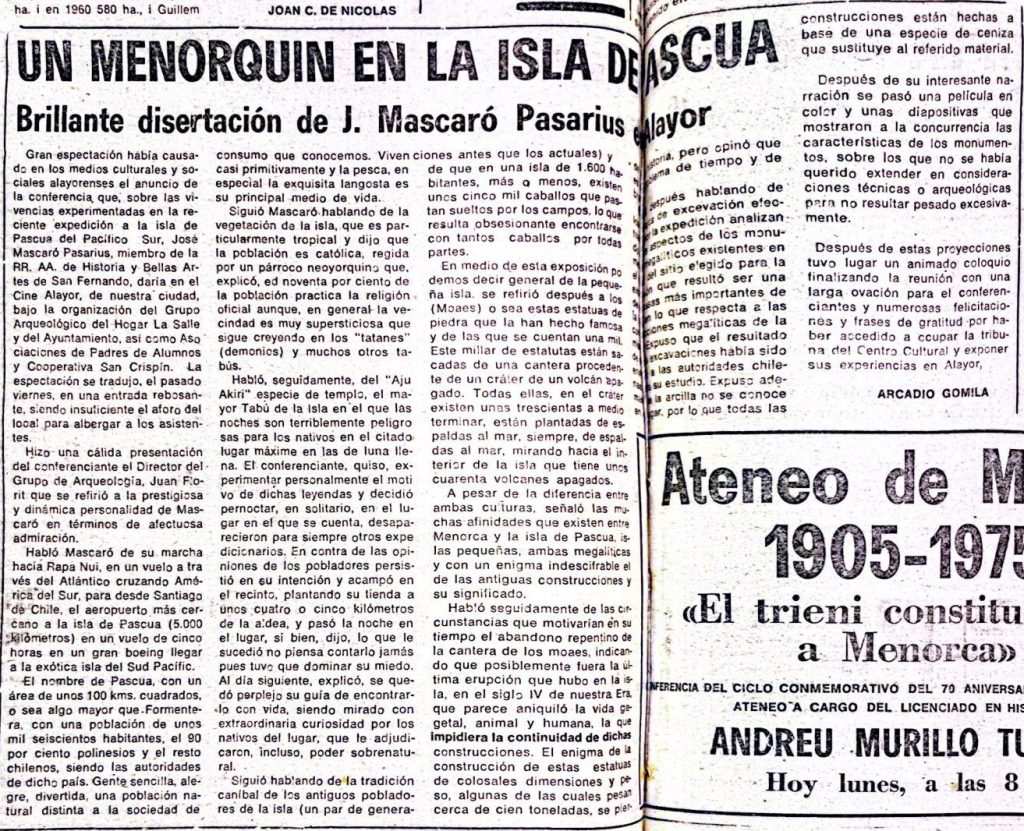 ha. i en 1960 580 ha., i Guillem
JOAN C. DE NICOLAS
UN MENORQUIN EN LA ISLA DE PASCUA
Brillante disertación de J. Mascaró Pasarius en Alayor
Gran espectación había causa-
do en los medios culturales y so-
ciales alayorenses el anuncio de
la conferencia, que, sobre las vi-
vencias experimentadas en la re-
ciente expedición a la isla de
Pascua del Pacífico Sur, José
Mascaró Pasarius, miembro de la
RR. AA. de Historia y Bellas Artes
de San Fernando, daría en el
Cine Alayor, de nuestra ciudad,
bajo la organización del Grupo
Arqueológico del Hogar La Salle
y del Ayuntamiento, así como Aso-
ciaciones de Padres de Alumnos
y Cooperativa San Crispín. La
espectación se tradujo, el pasado
viernes, en una entrada rebosan-
te, siendo insuficiente el aforo del
local para albergar a los asisten-
tes.
Hizo una cálida presentación
del conferenciante el Director del
Grupo de Arqueología, Juan Flo-
rit que se refirió a la prestigiosa
y dinámica personalidad de Mas-
caró en términos de afectuosa
admiración.
Habló Mascaró de su marcha
hacia Rapa Nui, en un vuelo a tra-
vés del Atlántico cruzando Améri-
ca del Sur, para desde Santiago
de Chile, el aeropuerto más cer-
cano a la isla de Pascua (5.000
kilómetros) en un vuelo de cinco
horas en un gran boeing llegar
a la exótica isla del Sud Pacífic.
El nombre de Pascua, con un
área de unos 100 kms. cuadrados,
o sea algo mayor que Formente-
ra, con una población de unos
mil seiscientos habitantes, el 90
por ciento polinesios y el resto
chilenos, siendo las autoridades
de dicho país. Gente sencilla, ale-
gre, divertida, una población na-
tural distinta a la sociedad de
consumo que conocemos. Viven
casi primitivamente y la pesca, en
especial la exquisita langosta es
su principal medio de vida.
Siguió Mascaró hablando de la
vegetación de la isla, que es par-
ticularmente tropical y dijo que
la población es católica, regida
por un párroco neoyorquino que,
explicó, ed noventa por ciento de
la población practica la religión
oficial aunque, en general la ve-
cindad es muy supersticiosa que
sigue creyendo en los "tatanes"
(demonics) y muchos otros ta-
bús.
Habló, seguidamente, del "Aju
Akiri" especie de templo, el ma-
yor Tabú de la Isla en el que las
noches son terriblemente peligro
sas para los nativos en el citado
lugar máxime en las de luna lle-
na. El conferenciante, quiso, ex-
perimentar personalmente el moti
vo de dichas leyendas y decidió
pernoctar, en solitario, en el lu-
gar en el que se cuenta, desapa-
recieron para siempre otros expe
dicionarios. En contra de las opi-
niones de los pobladores persis-
tió en su intención y acampó en
el recinto, plantando su tienda a
unos cuatro o cinco kilómetros
de la aldea, y pasó la noche en
el lugar, si bien, dijo, lo que le
sucedió no piensa contarlo jamás
pues tuvo que dominar su miedo.
Al día siguiente, explicó, se que-
dó perplejo su guía de encontrar-
lo con vida, siendo mirado con
extraordinaria curiosidad por los
nativos del lugar, que le adjudi-
caron, incluso, poder sobrenatu-
ral.
Siguió hablando de la tradición
caníbal de los antiguos poblado-
res de la isla (un par de genera-
ciones antes que los actuales) y
de que en una isla de 1.600 ha-
bitantes, más o menos, existen
unos cinco mil caballos que pas-
tan sueltos por los campos, lo que
resulta obsesionante encontrarse
con tantos caballos por todas
partes.
En medio de esta exposición po
demos decir general de la peque-
ña isla, se refirió después a los
(Moaes) o sea estas estatuas de
piedra que la han hecho famosa
y de las que se cuentan una mil.
Este millar de estatutas están sa-
cadas de una cantera proceden-
te de un cráter de un volcán apa-
gado. Todas ellas, en el cráter
existen unas trescientas a medio
terminar, están plantadas de es-
paldas al mar, siempre, de espal-
das al mar, mirando hacia el in-
terior de la isla que tiene unos
cuarenta volcanes apagados.
A pesar de la diferencia entre
ambas culturas, señaló las mu-
chas afinidades que existen entre
Menorca y la isla de Pascua, is-
las pequeñas, ambas megalíticas
y con un enigma indescifrable el
de las antiguas construcciones y
su significado.
Habló seguidamente de las cir-
cunstancias que motivarían en su
tiempo el abandono repentino de
la cantera de los moaes, indican-
do que posiblemente fuera la úl-
tima erupción que hubo en la is-
la, en el siglo IV de nuestra Era,
que parece aniquiló la vida ve-
getal, animal y humana, la que
impidiera la continuidad de dichas
construcciones. El enigma de la
construcción de estas estatuas
de colosales dimensiones y pe-
so, algunas de las cuales pesan
cerca de cien toneladas, se pier-
historia, pero opinó que
ema de tiempo y de
espués hablando de
de excevación efec-
a expedición analizan
spectos de los monu-
galíticos existentes en
del sitio elegido para la
n que resultó ser una
as más importantes de
n lo que respecta a las
iones megalíticas de la
Expuso que el resultado
excavaciones había sido
a las autoridades chile-
su estudio. Expuso ade-
la arcilla no se conoce
gar, por lo que todas las
construcciones están hechas a
base de una especie de ceniza
que sustituye al referido material.
Después de su interesante na-
rración se pasó una película en
color y unas diapositivas que
mostraron a la concurrencia las
características de los monumen-
tos, sobre los que no se había
querido extender en considera-
ciones técnicas o arqueológicas
para no resultar pesado excesiva-
mente.
Después de estas proyecciones
tuvo lugar un animado coloquio
finalizando la reunión con una
larga ovación para el conferen-
ciantes y numerosas felicitacio-
nes y frases de gratitud por ha-
ber accedido a ccupar la tribu-
na del Centro Cultural y exponer
sus experiencias en Alayor,
ARCADIO GOMILA
Ateneo de M
1905-1975
«El trieni constitu
a Menorca»
NFERENCIA DEL CICLO CONMEMORATIVO DEL 70 ANIVERSA
ATENEO A CARGO DEL LICENCIADO EN HIS
ANDREU MURILLO TU
Hoy lunes, a las 8